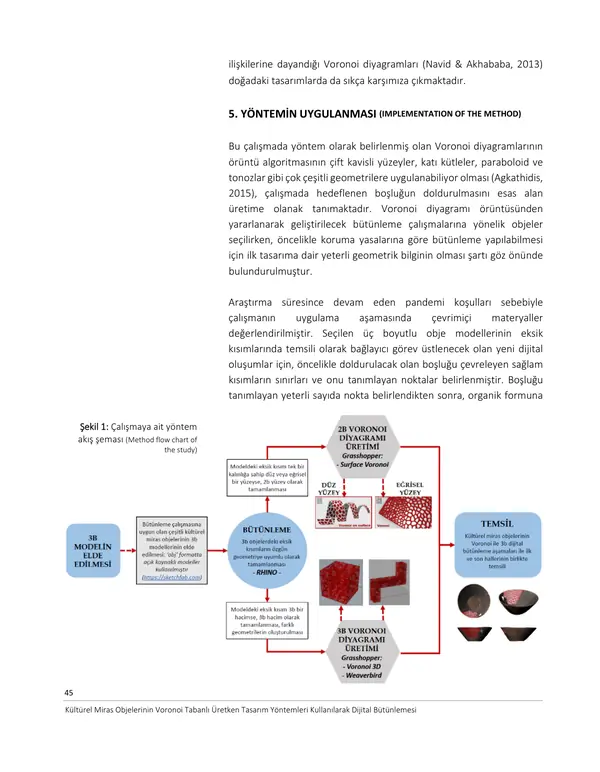 ilişkilerine dayandığı Voronoi diyagramları (Navid & Akhababa, 2013)
doğadaki tasarımlarda da sıkça karşımıza çıkmaktadır.
5. YÖNTEMİN UYGULANMASI (IMPLEMENTATION OF THE METHOD)
Bu çalışmada yöntem olarak belirlenmiş olan Voronoi diyagramlarının
örüntü algoritmasının çift kavisli yüzeyler, katı kütleler, paraboloid ve
tonozlar gibi çok çeşitli geometrilere uygulanabiliyor olması (Agkathidis,
2015), çalışmada hedeflenen boşluğun doldurulmasını esas alan
üretime olanak tanımaktadır. Voronoi diyagramı örüntüsünden
yararlanarak geliştirilecek bütünleme çalışmalarına yönelik objeler
seçilirken, öncelikle koruma yasalarına göre bütünleme yapılabilmesi
için ilk tasarıma dair yeterli geometrik bilginin olması şartı göz önünde
bulundurulmuştur.
Araştırma süresince devam eden pandemi koşulları sebebiyle
çalışmanın uygulama aşamasında çevrimiçi materyaller
değerlendirilmiştir. Seçilen üç boyutlu obje modellerinin eksik
kısımlarında temsili olarak bağlayıcı görev üstlenecek olan yeni dijital
oluşumlar için, öncelikle doldurulacak olan boşluğu çevreleyen sağlam
kısımların sınırları ve onu tanımlayan noktalar belirlenmiştir. Boşluğu
tanımlayan yeterli sayıda nokta belirlendikten sonra, organik formuna
Şekil 1: Çalışmaya ait yöntem
akış şeması (Method flow chart of
the study)
3B
MODELİN
ELDE
EDİLMESİ
Bütünleme çalışmasına
uygun olan çeşitli kültürel
miras objelerinin 3b
modellerinin elde
edilmesi: 'obj' formatta
açık kaynaklı modeller
kullanılmıştır
(https://sketchfab.com)
Modeldeki eksik kısım tek bir
kalınlığa sahip düz veya eğrisel
bir yüzeyse, 2b yüzey olarak
tamamlanması
BÜTÜNLEME
3b objelerdeki eksik
kısımların özgün
geometriye uyumlu olarak
tamamlanması
- RHINO -
Modeldeki eksik kısım 3b bir
hacimse, 3b hacim olarak
tamamlanması, farklı
geometrilerin oluşturulması
2B VORONOI
DİYAGRAMI
ÜRETİMİ
Grasshopper:
- Surface Voronoi
DÜZ
YÜZEY
EĞRİSEL
YÜZEY
3B VORONOI
DİYAGRAMI
ÜRETİMİ
Grasshopper:
- Voronoi 3D
- Weaverbird
TEMSİL
Kültürel miras objelerinin
Voronoi ile 3b dijital
bütünleme aşamaları ile ilk
ve son hallerinin birlikte
temsili
45
Kültürel Miras Objelerinin Voronoi Tabanlı Üretken Tasarım Yöntemleri Kullanılarak Dijital Bütünlemesi